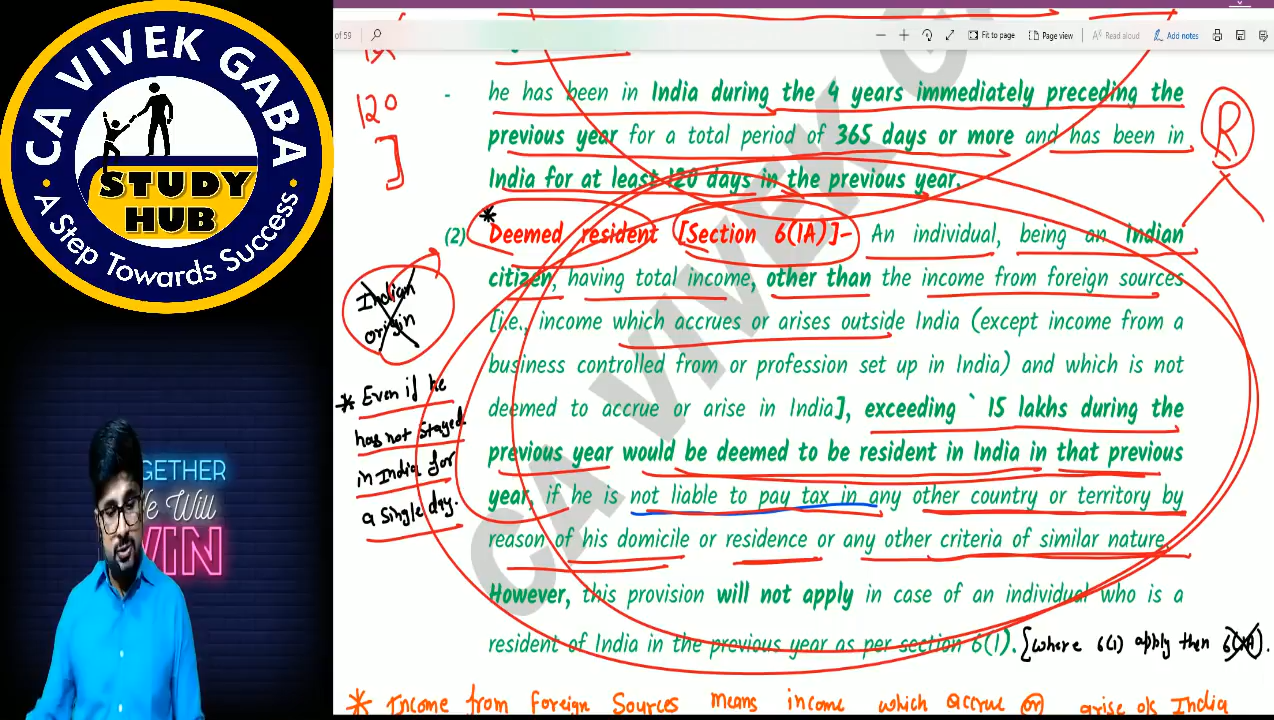 CA VIVEK GABA
STUDY
HUB
A Step Towards Success
of 59
Fit to page
Page view
Read aloud
Add notes
120
]
- he has been in India during the 4 years immediately preceding the
previous year for a total period of 365 days or more and has been in
India for at least 120 days in the previous year.
R
*
(2) Deemed resident [Section 6(1A)]- An individual, being an Indian
citizen, having total income, other than the income from foreign sources
[i.e., income which accrues or arises outside India (except income from a
business controlled from or profession set up in India) and which is not
deemed to accrue or arise in India], exceeding ` 15 lakhs during the
previous year would be deemed to be resident in India in that previous
year, if he is not liable to pay tax in any other country or territory by
reason of his domicile or residence or any other criteria of similar nature.
However, this provision will not apply in case of an individual who is a
resident of India in the previous year as per section 6(1). [where 6(1) apply then 6(1A)].
Indian
origin
* Even if he
has not stayed
in India for
a single day.
* Income from Foreign Sources means income which accrue or arise o/s India
CA VIVEK G
CA VIVEK
GETHER
We Will
WIN